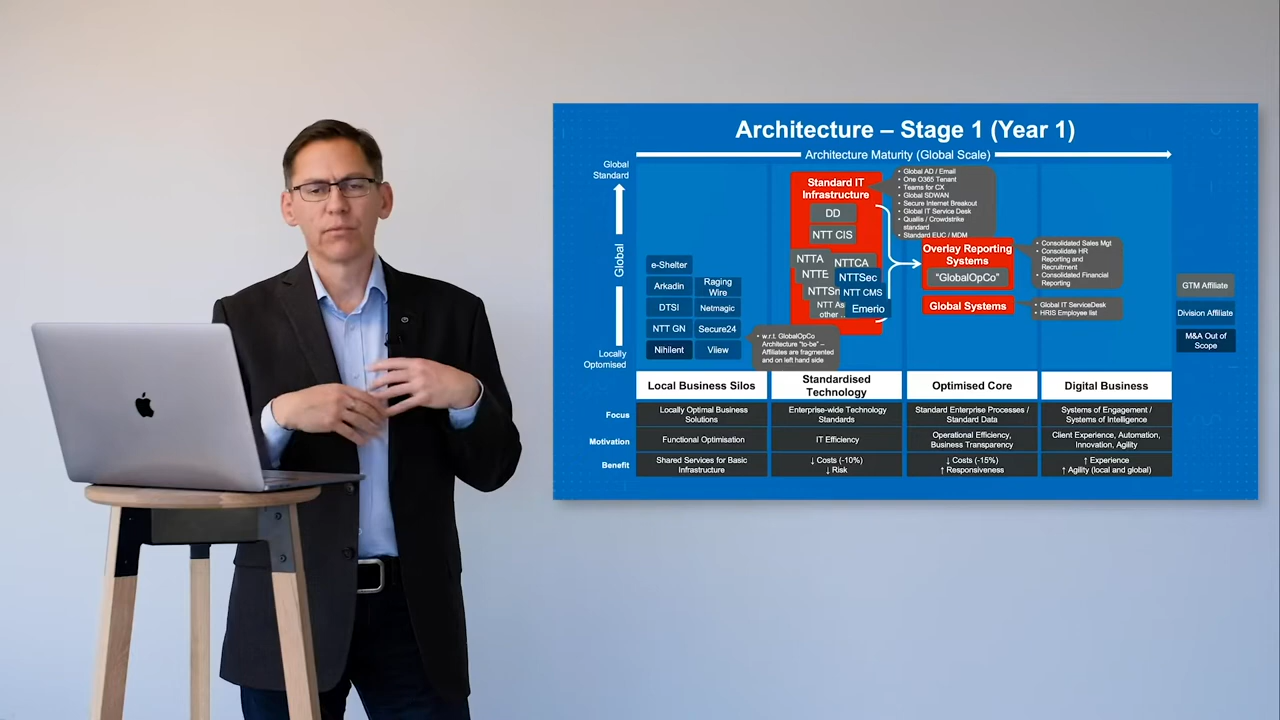 Architecture – Stage 1 (Year 1)
Architecture Maturity (Global Scale)
Global
Standard
Global
Locally
Optomised
e-Shelter
Arkadin
Raging
Wire
DTSI
Netmagic
NTT GN
Secure24
Nihilent
Viiew
• w.r.t. GlobalOpCo
Architecture "to-be" –
Affiliates are fragmented
and on left hand side
Standard IT
Infrastructure
DD
NTT CIS
NTTA
NTTCA
NTTE
NTTSec
NTTSn
NTT CMS
NTT As
other ..
Emerio
• Global AD / Email
• One O365 Tenant
• Teams for CX
• Global SDWAN
• Secure Internet Breakout
• Global IT Service Desk
• Quallis / Crowdstrike
standard
• Standard EUC / MDM
Overlay Reporting
Systems
"GlobalOpCo"
Global Systems
• Consolidated Sales Mgt
• Consolidate HR
Reporting and
Recruitment
• Consolidated Financial
Reporting
• Global IT ServiceDesk
• HRIS Employee list
GTM Affiliate
Division Affiliate
M&A Out of
Scope
Local Business Silos
Standardised
Technology
Optimised Core
Digital Business
Focus
Locally Optimal Business
Solutions
Enterprise-wide Technology
Standards
Standard Enterprise Processes /
Standard Data
Systems of Engagement /
Systems of Intelligence
Motivation
Functional Optimisation
IT Efficiency
Operational Efficiency,
Business Transparency
Client Experience, Automation,
Innovation, Agility
Benefit
Shared Services for Basic
Infrastructure
↓ Costs (-10%)
↓ Risk
↓ Costs (-15%)
↑ Responsiveness
↑ Experience
↑ Agility (local and global)